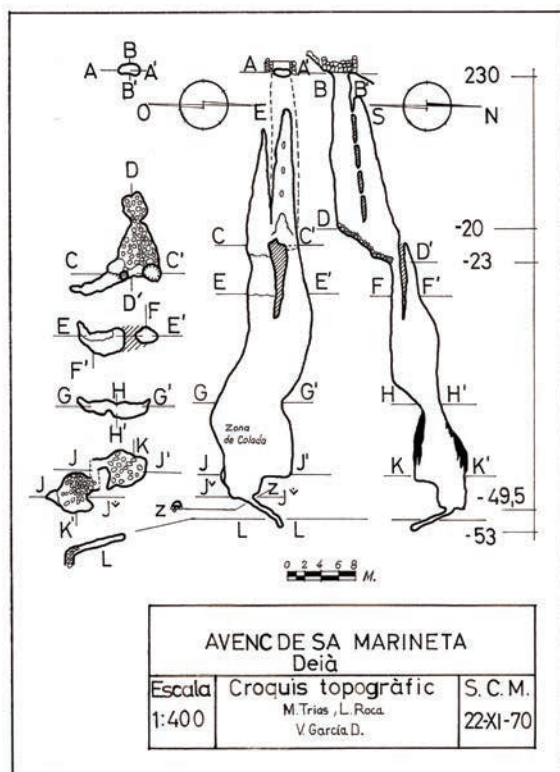 B
A A'
B'
A A'
B B'
230
O E
S N
D
C C'
D'
F
E E'
F'
H
G G'
H'
K
J J'
J J'
K'
L
C C'
E E'
G G'
Zona
de Colada
J J'
J' J'
Z Z
L L
D
-20
-23
D'
F F'
H H'
K K'
-49,5
-53
0 2 4 6 8
M.
AVENC DE SA MARINETA
Deià
Escala
1:400
Croquis topogràfic
M. Trias, L. Roca
V. García D.
S. C. M.
22-XI-70